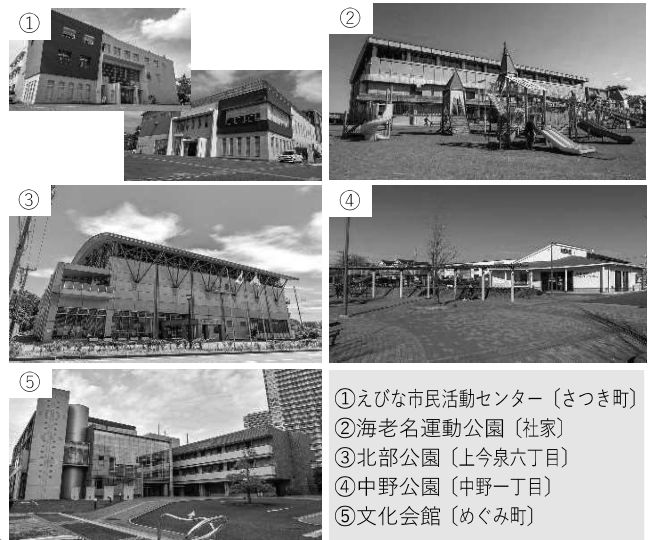 ①
②
③
④
⑤
①えびな市民活動センター〔さつき町〕
②海老名運動公園〔社家〕
③北部公園〔上今泉六丁目〕
④中野公園〔中野一丁目〕
⑤文化会館〔めぐみ町〕